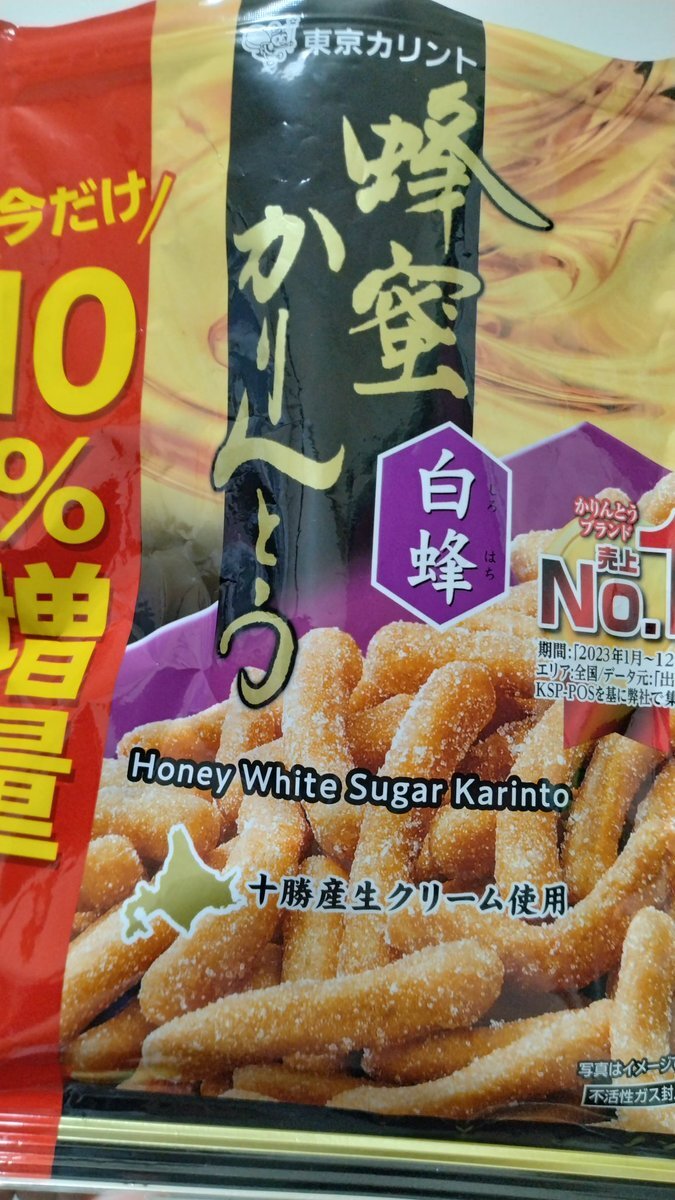 東京カリント
蜂蜜
かりんとう
白蜂
しろ はち
今だけ
10
%
増
量
かりんとう
ブランド
売上
No.1
期間:「2023年1月~12
エリア:全国/データ元:「出
KSP-POSを基に弊社で集
Honey White Sugar Karinto
十勝産生クリーム使用
写真はイメージで
不活性ガス封